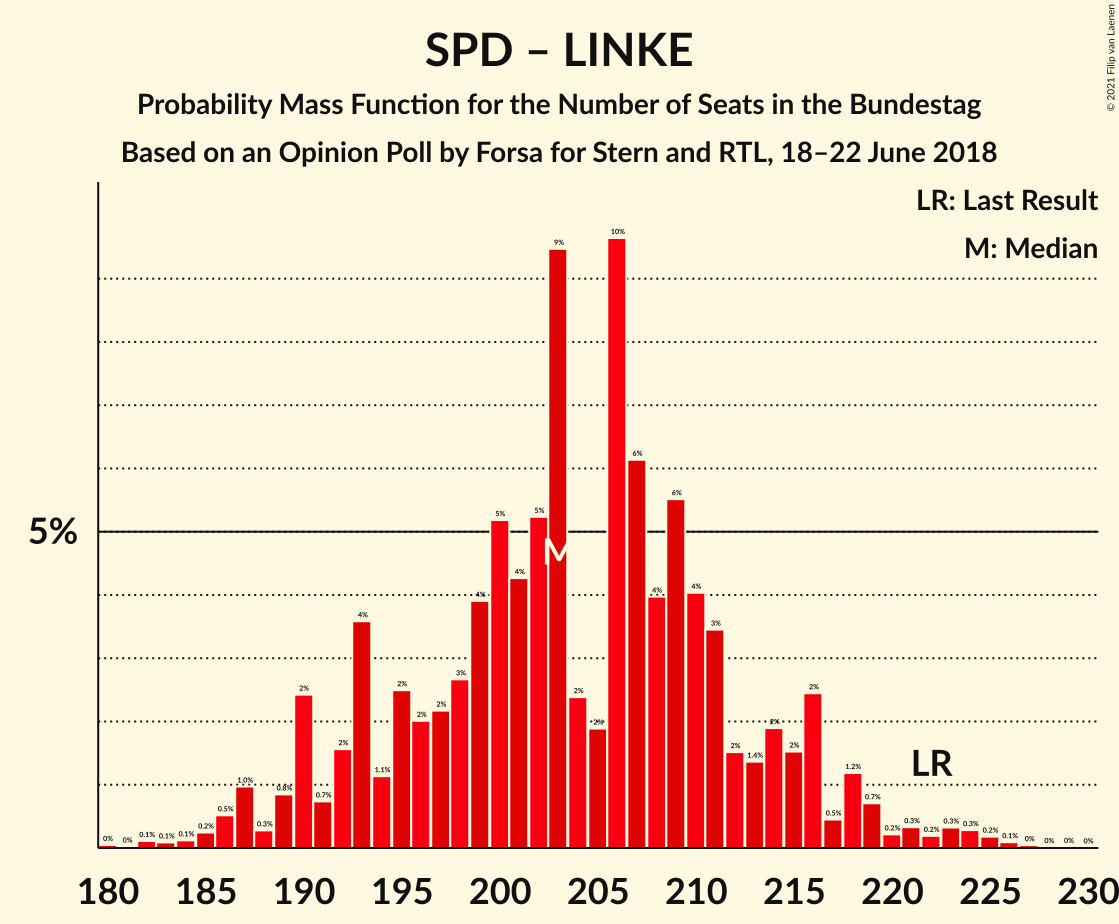 SPD – LINKE
Probability Mass Function for the Number of Seats in the Bundestag
Based on an Opinion Poll by Forsa for Stern and RTL, 18–22 June 2018
© 2021 Filip van Laenen
LR: Last Result
M: Median
5%
0% 0% 0.1% 0.1% 0.1% 0.2% 0.5% 1.0% 0.3% 0.8% 2% 0.7% 2% 4% 1.1% 2% 2% 2% 3% 4% 5% 4% 5% 9% 2% 2% 10% 6% 4% 6% 4% 3% 2% 1.4% 2% 2% 2% 0.5% 1.2% 0.7% 0.2% 0.3% 0.2% 0.3% 0.3% 0.2% 0.1% 0% 0% 0% 0%
M
LR
180 185 190 195 200 205 210 215 220 225 230